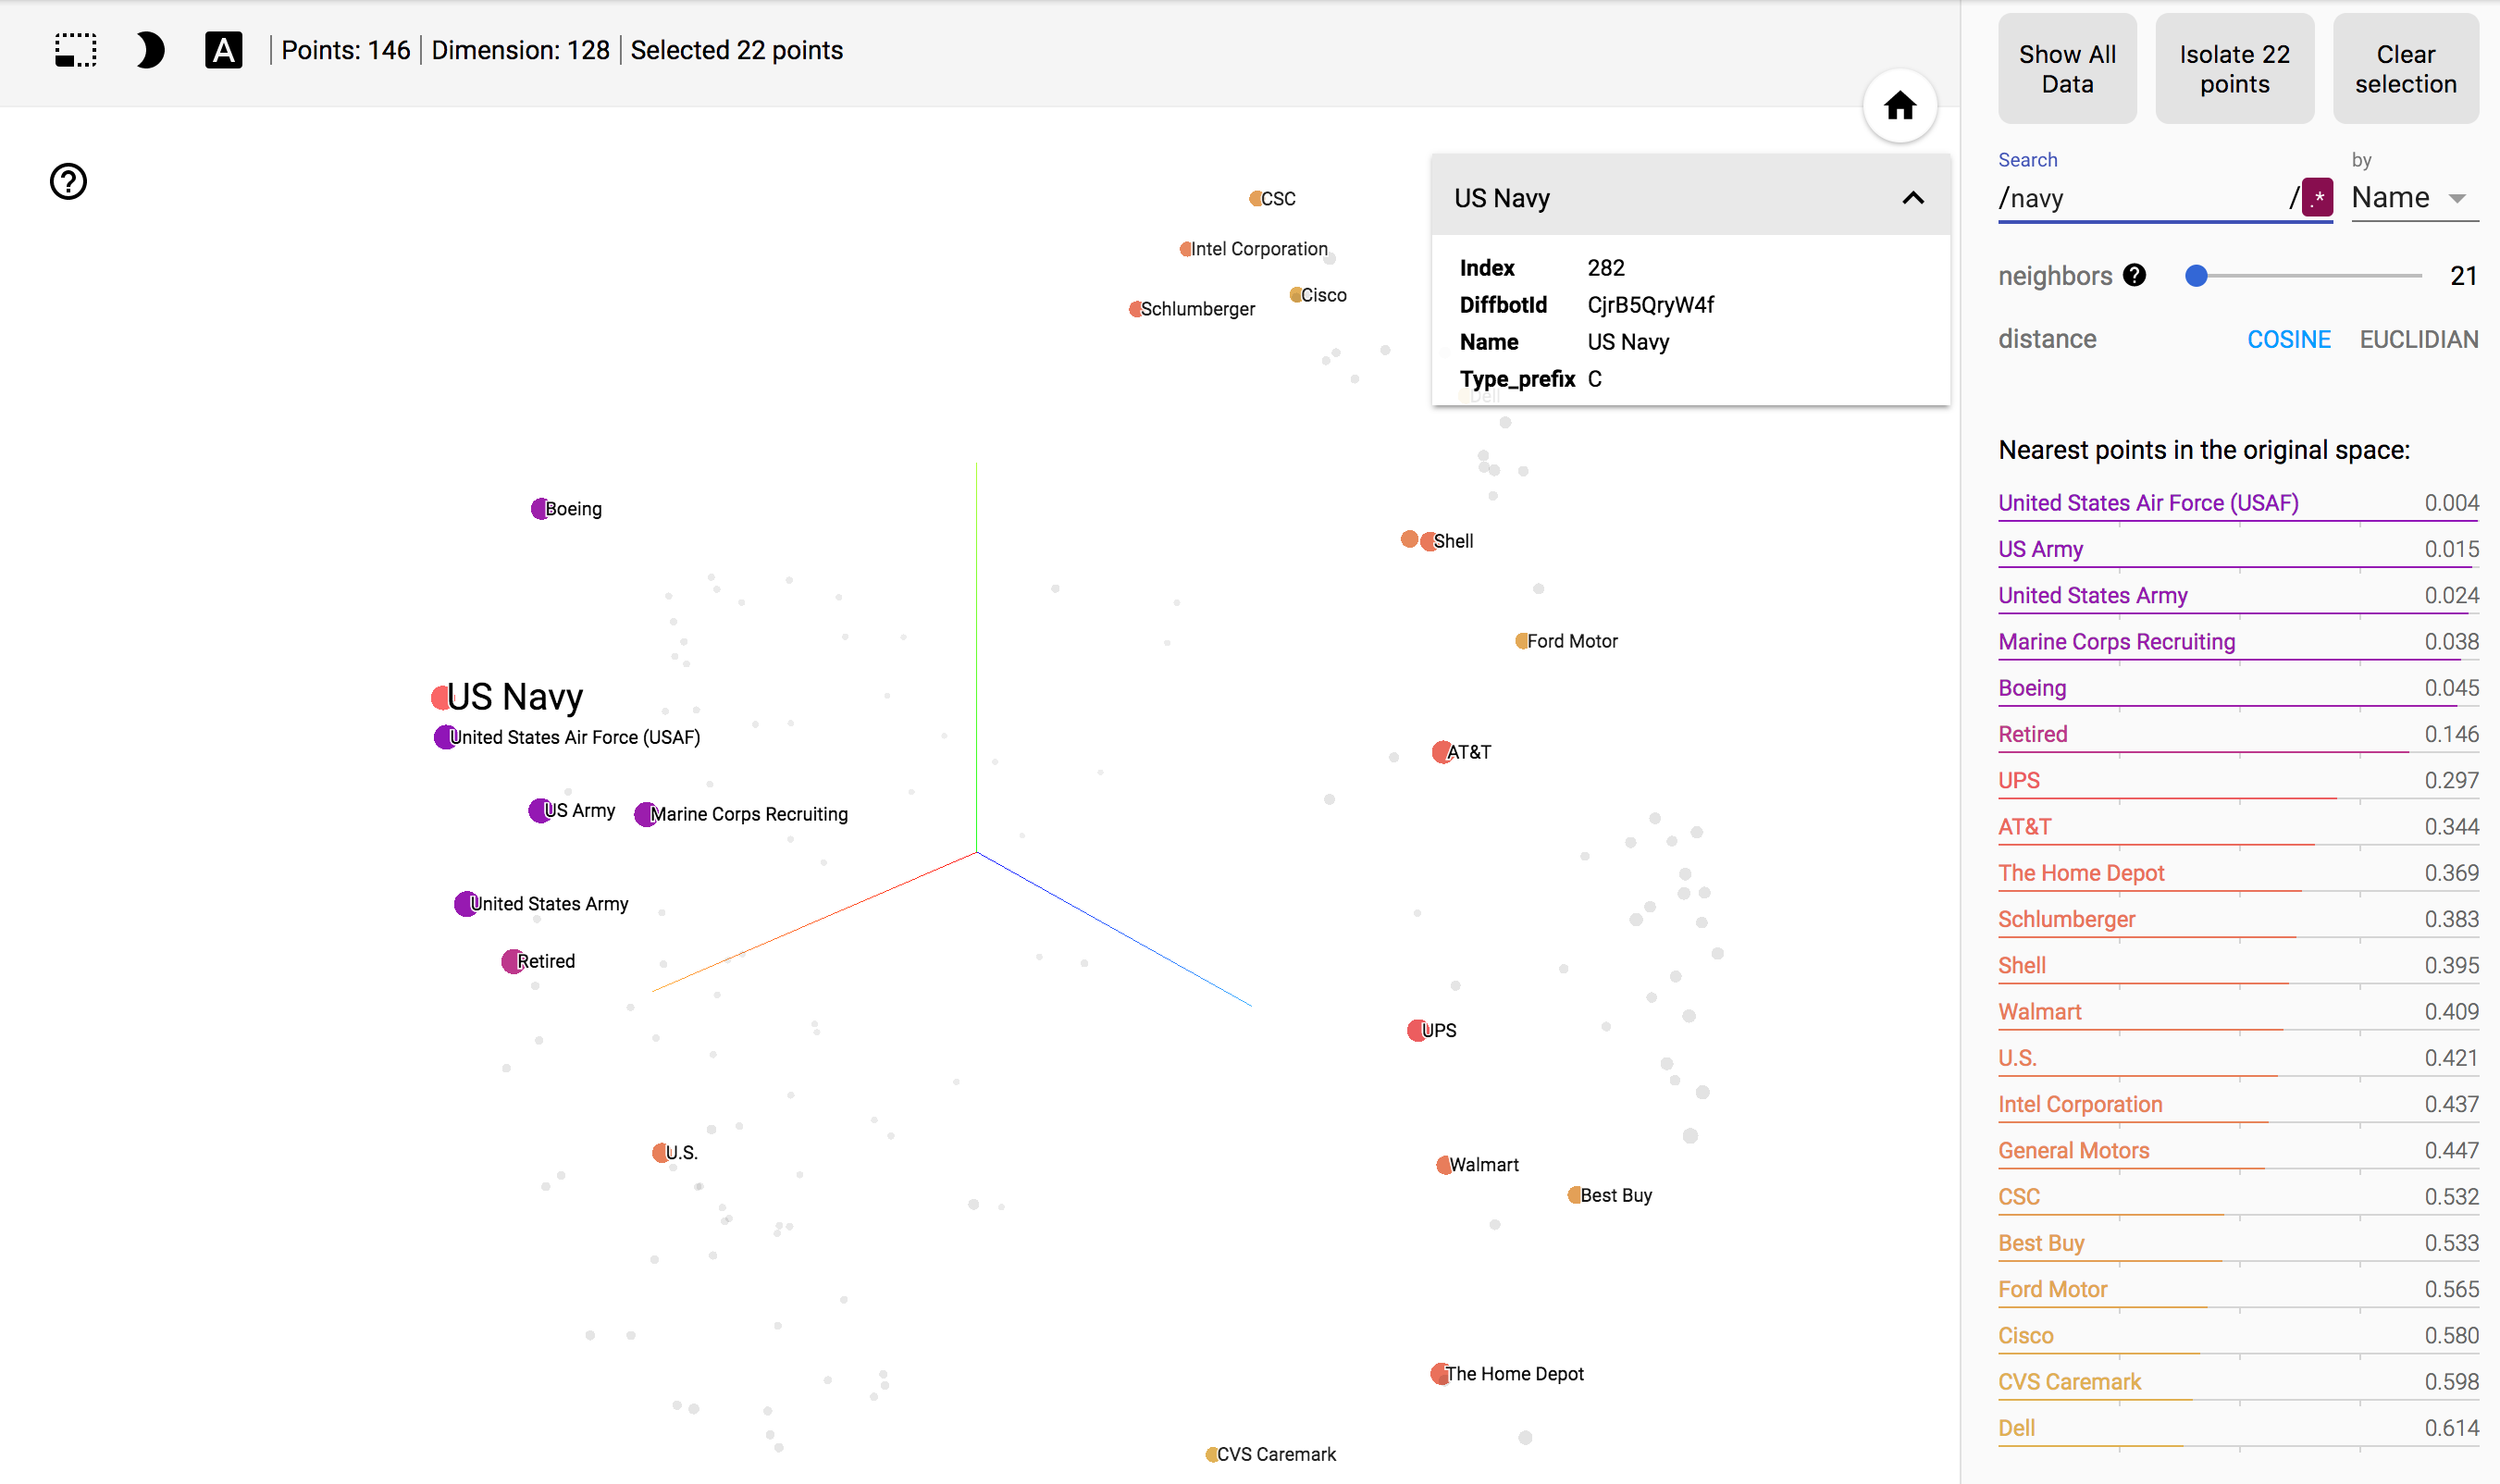 A
Points: 146 | Dimension: 128 | Selected 22 points
Show All Data
Isolate 22 points
Clear selection
Search
/navy /.*
by
Name
neighbors ? 21
distance COSINE EUCLIDIAN
Nearest points in the original space:
United States Air Force (USAF) 0.004
US Army 0.015
United States Army 0.024
Marine Corps Recruiting 0.038
Boeing 0.045
Retired 0.146
UPS 0.297
AT&T 0.344
The Home Depot 0.369
Schlumberger 0.383
Shell 0.395
Walmart 0.409
U.S. 0.421
Intel Corporation 0.437
General Motors 0.447
CSC 0.532
Best Buy 0.533
Ford Motor 0.565
Cisco 0.580
CVS Caremark 0.598
Dell 0.614
?
US Navy
Index 282
DiffbotId CjrB5QryW4f
Name US Navy
Type_prefix C
Dell
CSC
Intel Corporation
Cisco
Schlumberger
Boeing
Shell
Ford Motor
US Navy
United States Air Force (USAF)
AT&T
US Army
Marine Corps Recruiting
United States Army
Retired
UPS
U.S.
Walmart
Best Buy
The Home Depot
CVS Caremark